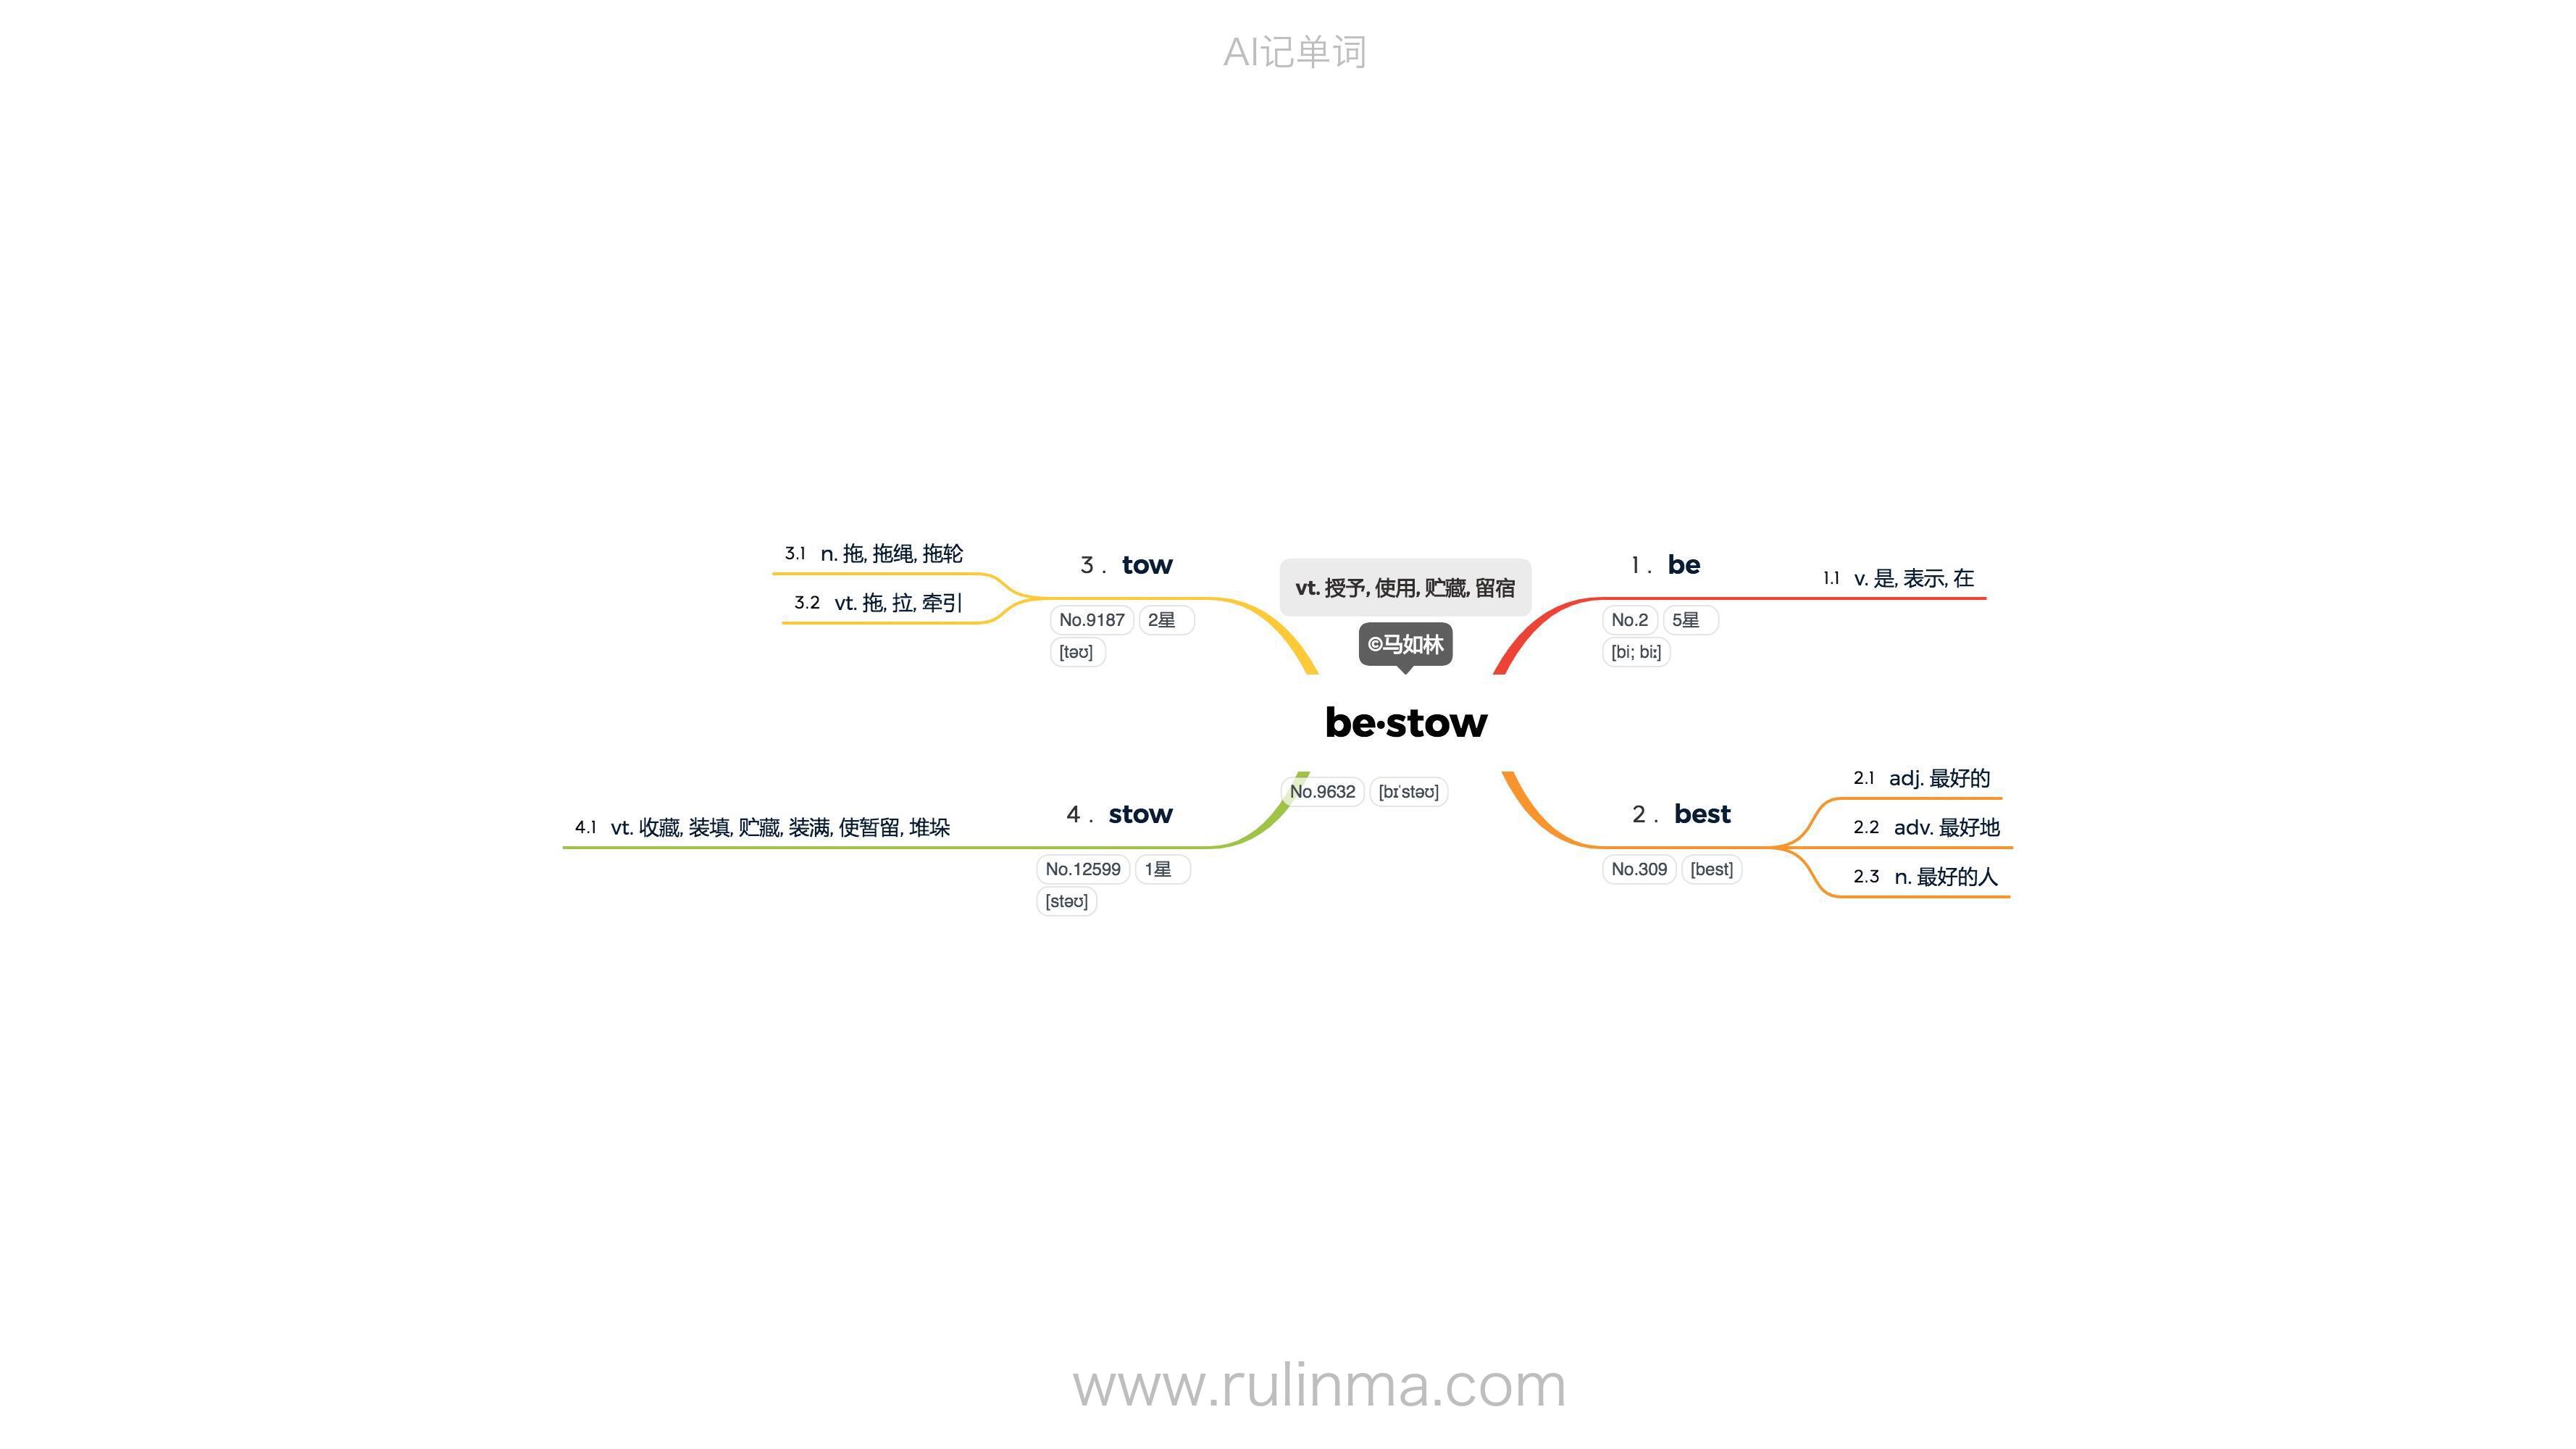 AI记单词
vt. 授予, 使用, 贮藏, 留宿
©马如林
be·stow
No.9632 [bɪˈstəʊ]
1 . be
No.2 5星
[bi; biː]
1.1 v. 是, 表示, 在
2 . best
No.309 [best]
2.1 adj. 最好的
2.2 adv. 最好地
2.3 n. 最好的人
3 . tow
No.9187 2星
[təʊ]
3.1 n. 拖, 拖绳, 拖轮
3.2 vt. 拖, 拉, 牵引
4 . stow
No.12599 1星
[stəʊ]
4.1 vt. 收藏, 装填, 贮藏, 装满, 使暂留, 堆垛
www.rulinma.com